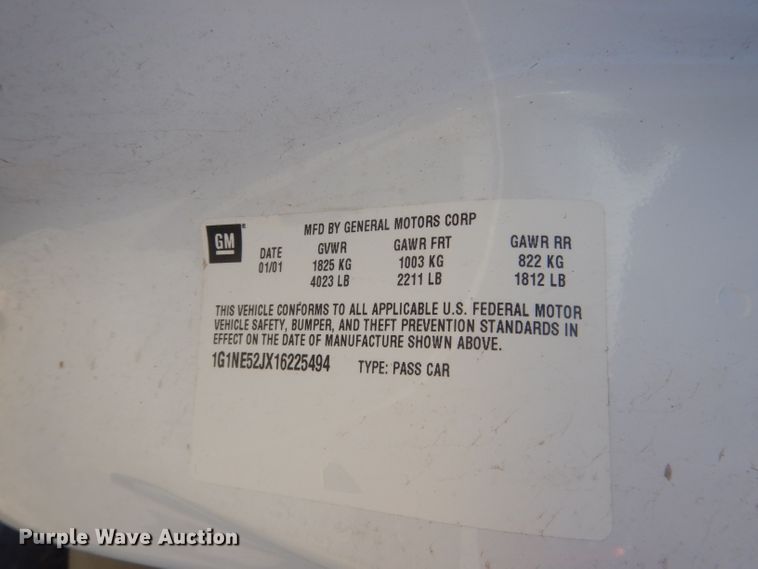 GM
MFD BY GENERAL MOTORS CORP
DATE GVWR GAWR FRT GAWR RR
01/01 1825 KG 1003 KG 822 KG
4023 LB 2211 LB 1812 LB
THIS VEHICLE CONFORMS TO ALL APPLICABLE U.S. FEDERAL MOTOR
VEHICLE SAFETY, BUMPER, AND THEFT PREVENTION STANDARDS IN
EFFECT ON THE DATE OF MANUFACTURE SHOWN ABOVE.
1G1NE52JX16225494 TYPE: PASS CAR
Purple Wave Auction